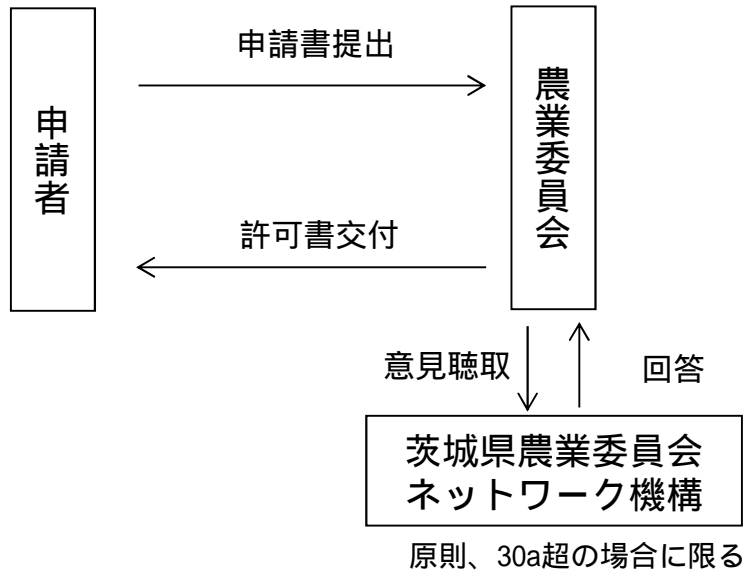 申請者
申請書提出
許可書交付
農業委員会
意見聴取
回答
茨城県農業委員会
ネットワーク機構
原則、30a超の場合に限る